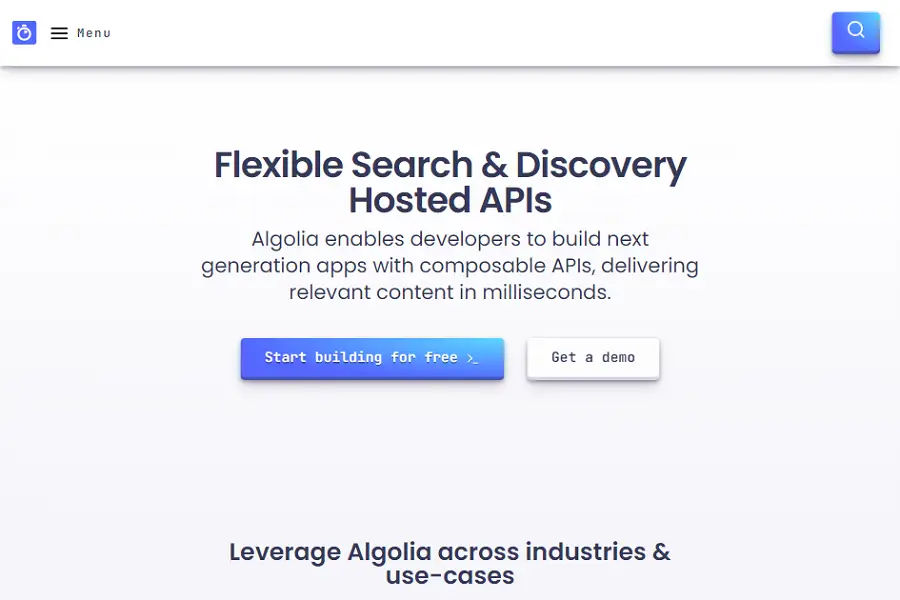 Menu
Flexible Search & Discovery
Hosted APIs
Algolia enables developers to build next
generation apps with composable APIs, delivering
relevant content in milliseconds.
Start building for free >_
Get a demo
Leverage Algolia across industries &
use-cases